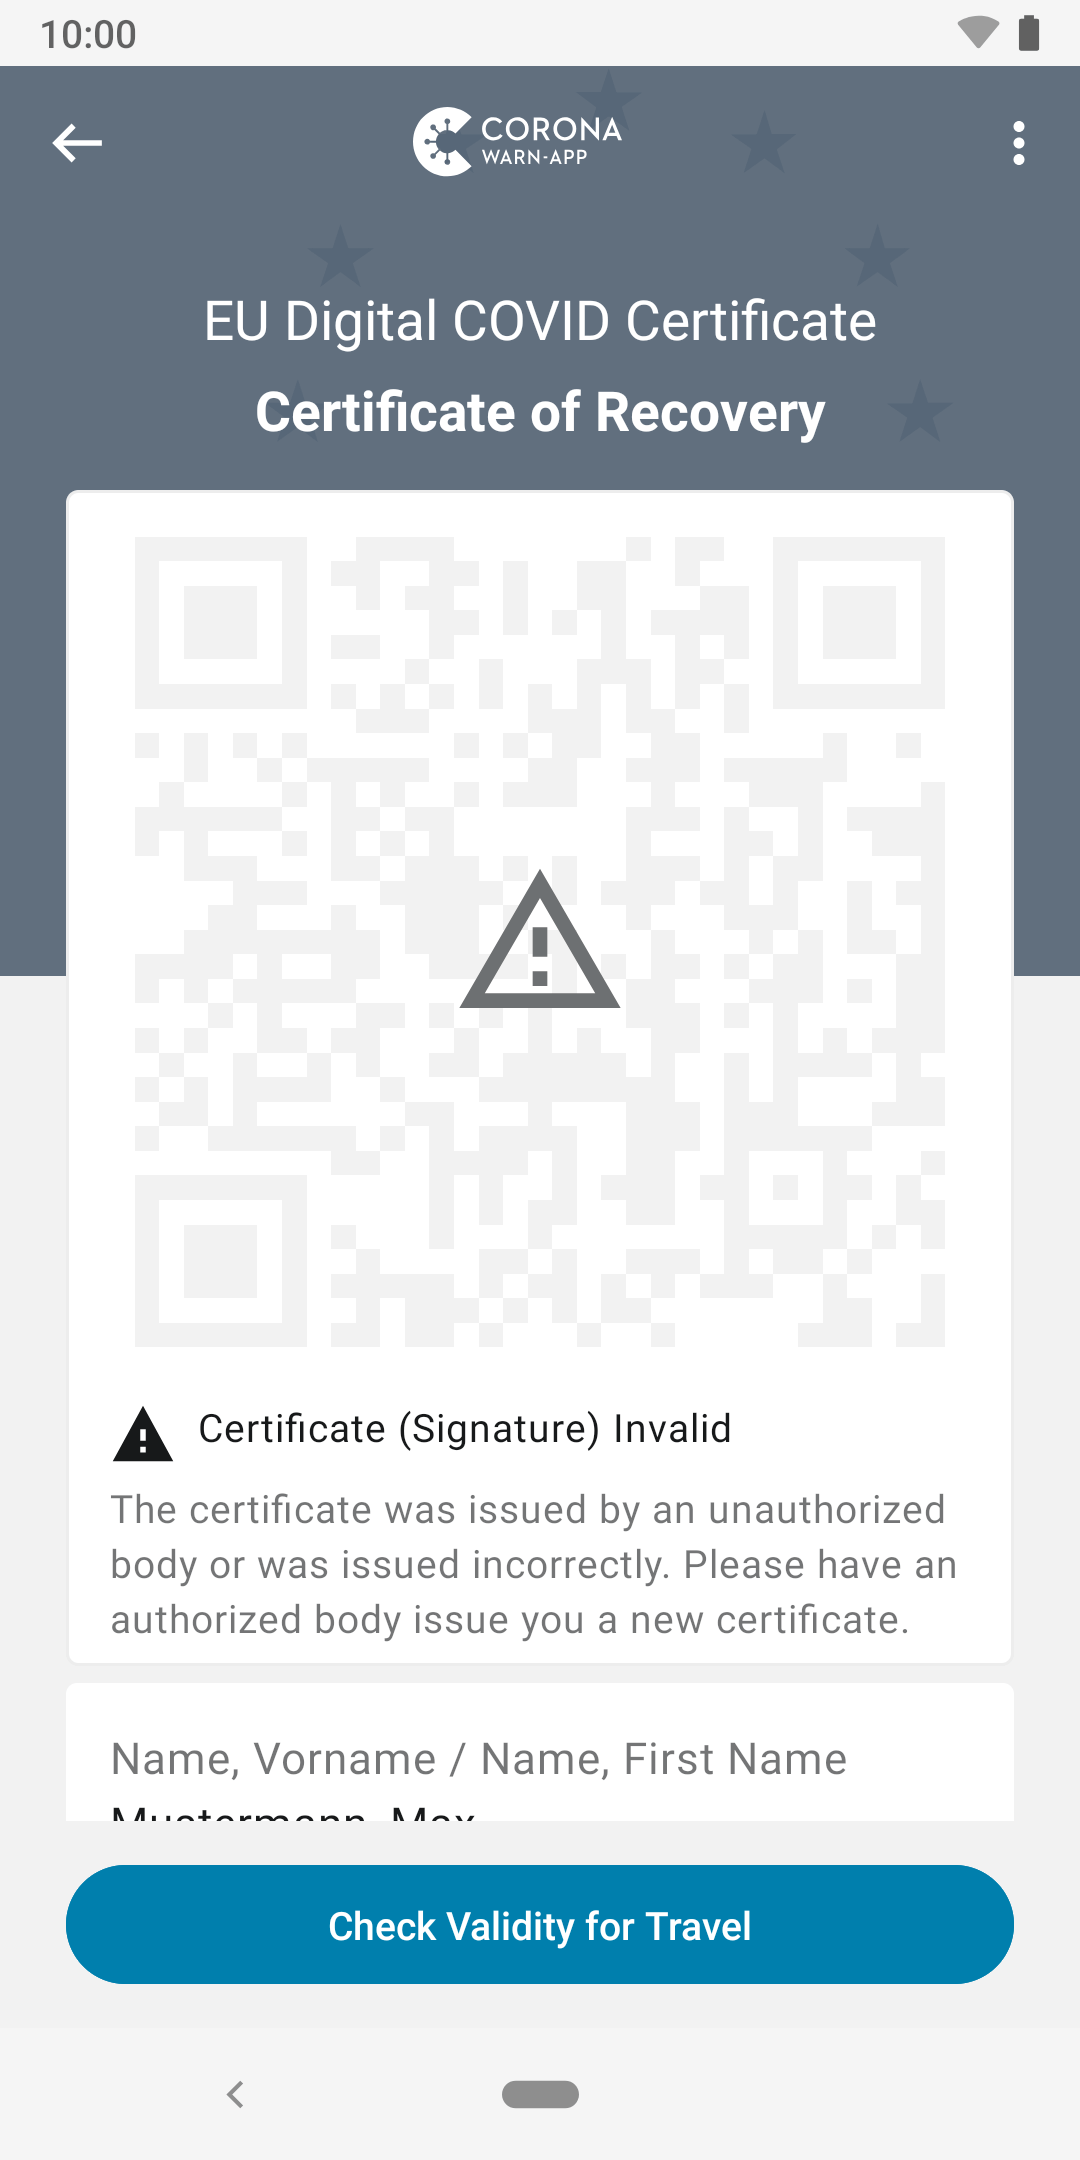 10:00
CORONA
WARN-APP
EU Digital COVID Certificate
Certificate of Recovery
Certificate (Signature) Invalid
The certificate was issued by an unauthorized
body or was issued incorrectly. Please have an
authorized body issue you a new certificate.
Name, Vorname / Name, First Name
Mustermann, Max
Check Validity for Travel